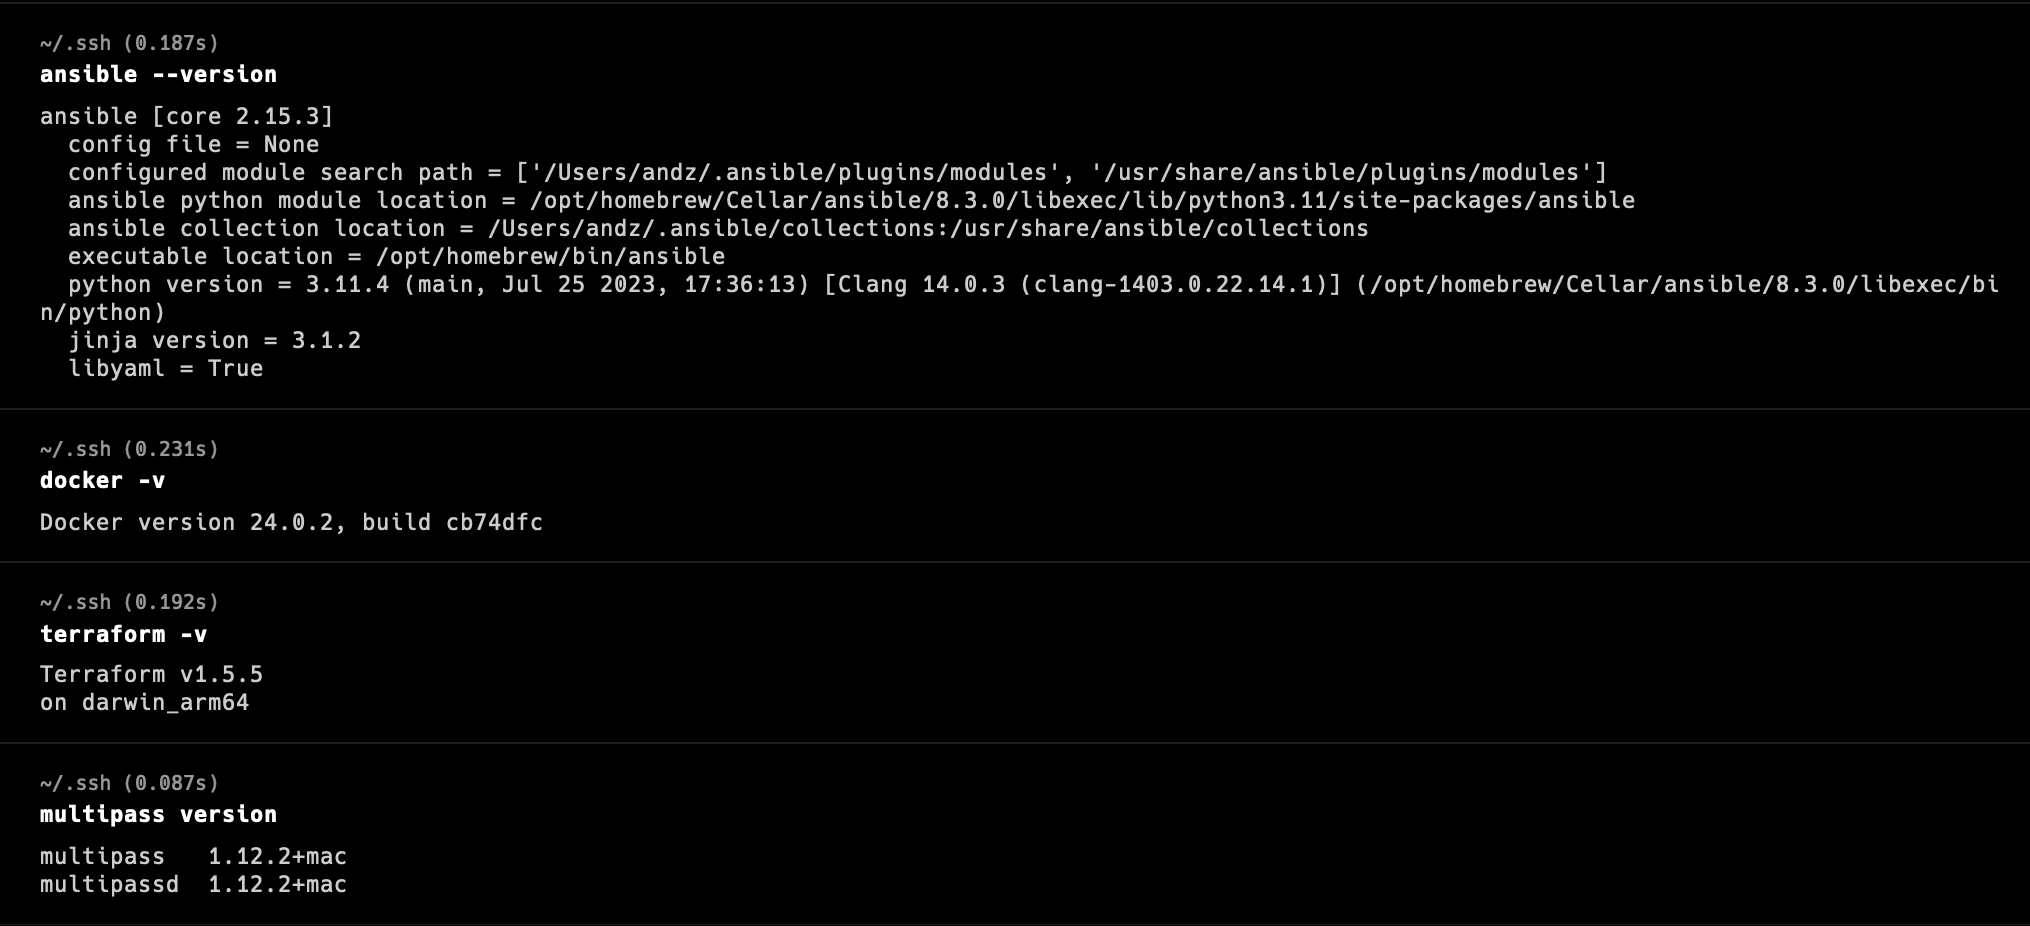 ~/.ssh (0.187s)
ansible --version
ansible [core 2.15.3]
  config file = None
  configured module search path = ['/Users/andz/.ansible/plugins/modules', '/usr/share/ansible/plugins/modules']
  ansible python module location = /opt/homebrew/Cellar/ansible/8.3.0/libexec/lib/python3.11/site-packages/ansible
  ansible collection location = /Users/andz/.ansible/collections:/usr/share/ansible/collections
  executable location = /opt/homebrew/bin/ansible
  python version = 3.11.4 (main, Jul 25 2023, 17:36:13) [Clang 14.0.3 (clang-1403.0.22.14.1)] (/opt/homebrew/Cellar/ansible/8.3.0/libexec/bi
n/python)
  jinja version = 3.1.2
  libyaml = True
~/.ssh (0.231s)
docker -v
Docker version 24.0.2, build cb74dfc
~/.ssh (0.192s)
terraform -v
Terraform v1.5.5
on darwin_arm64
~/.ssh (0.087s)
multipass version
multipass   1.12.2+mac
multipassd  1.12.2+mac